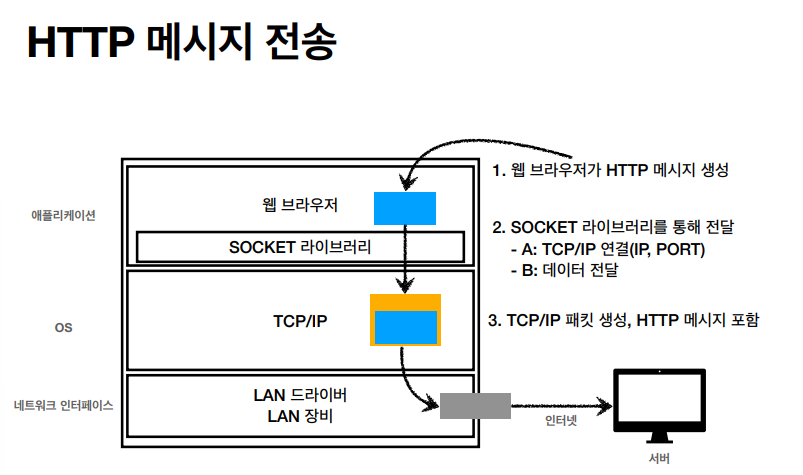 HTTP 메시지 전송
1. 웹 브라우저가 HTTP 메시지 생성
애플리케이션
웹 브라우저
SOCKET 라이브러리
2. SOCKET 라이브러리를 통해 전달
- A: TCP/IP 연결(IP, PORT)
- B: 데이터 전달
OS
TCP/IP
3. TCP/IP 패킷 생성, HTTP 메시지 포함
네트워크 인터페이스
LAN 드라이버
LAN 장비
인터넷
서버